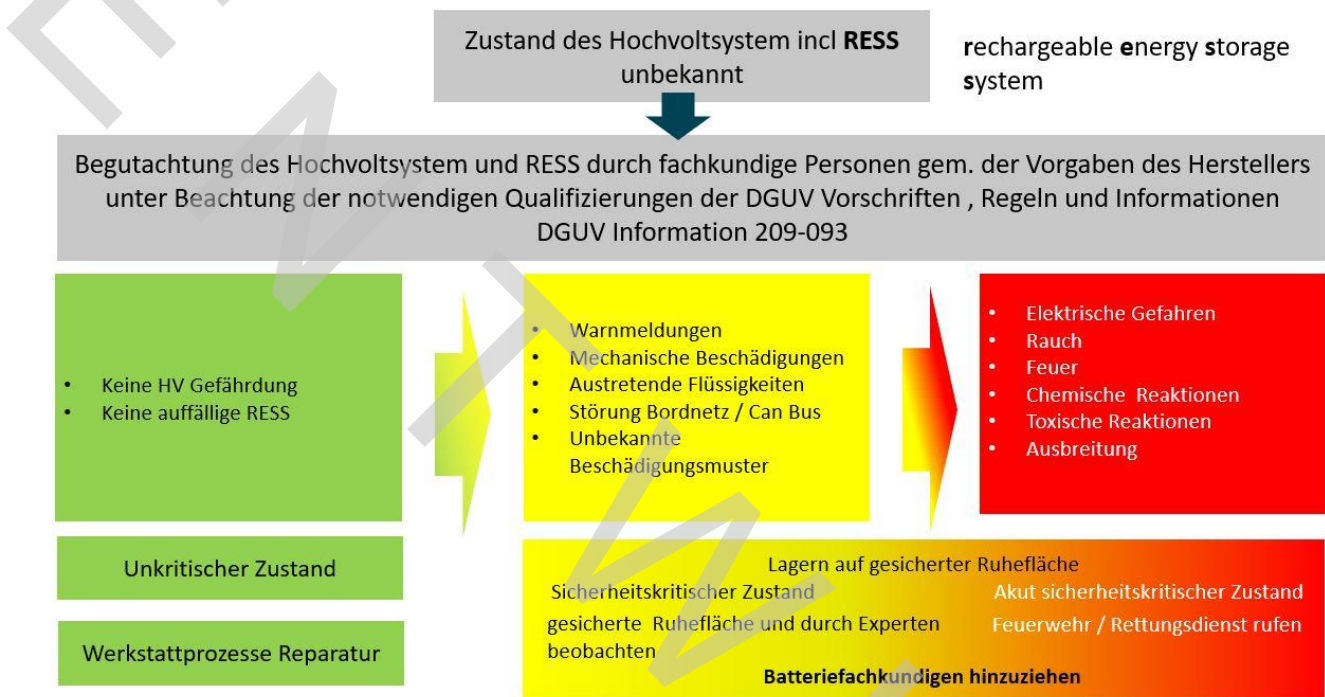 Zustand des Hochvoltsystem incl RESS
unbekannt
rechargeable energy storage
system
Begutachtung des Hochvoltsystem und RESS durch fachkundige Personen gem. der Vorgaben des Herstellers
unter Beachtung der notwendigen Qualifizierungen der DGUV Vorschriften , Regeln und Informationen
DGUV Information 209-093
• Keine HV Gefährdung
• Keine auffällige RESS
• Warnmeldungen
• Mechanische Beschädigungen
• Austretende Flüssigkeiten
• Störung Bordnetz / Can Bus
• Unbekannte
Beschädigungsmuster
• Elektrische Gefahren
• Rauch
• Feuer
• Chemische Reaktionen
• Toxische Reaktionen
• Ausbreitung
Unkritischer Zustand
Werkstattprozesse Reparatur
Lagern auf gesicherter Ruhefläche
Sicherheitskritischer Zustand
gesicherte Ruhefläche und durch Experten
beobachten
Akut sicherheitskritischer Zustand
Feuerwehr / Rettungsdienst rufen
Batteriefachkundigen hinzuziehen